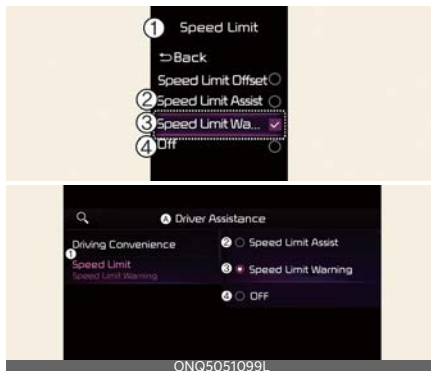 ① Speed Limit
⮌Back
Speed Limit Offset
② Speed Limit Assist
③ Speed Limit Wa...
④ Off
Ⓐ Driver Assistance
Driving Convenience
② Speed Limit Assist
①
Speed Limit
Speed Limit Warning
③ Speed Limit Warning
④ OFF
ONQ5051099L